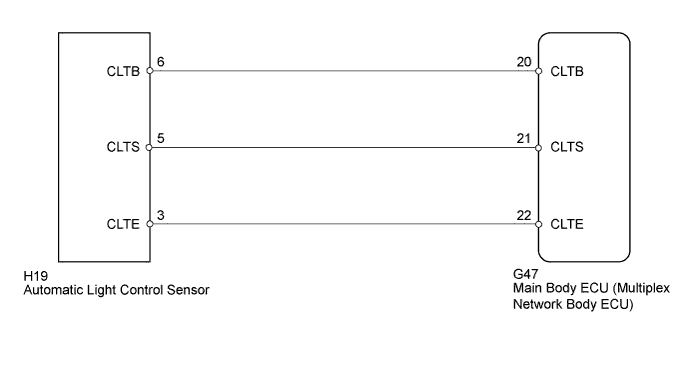 CLTB 6 20 CLTB
CLTS 5 21 CLTS
CLTE 3 22 CLTE
H19
Automatic Light Control Sensor
G47
Main Body ECU (Multiplex
Network Body ECU)